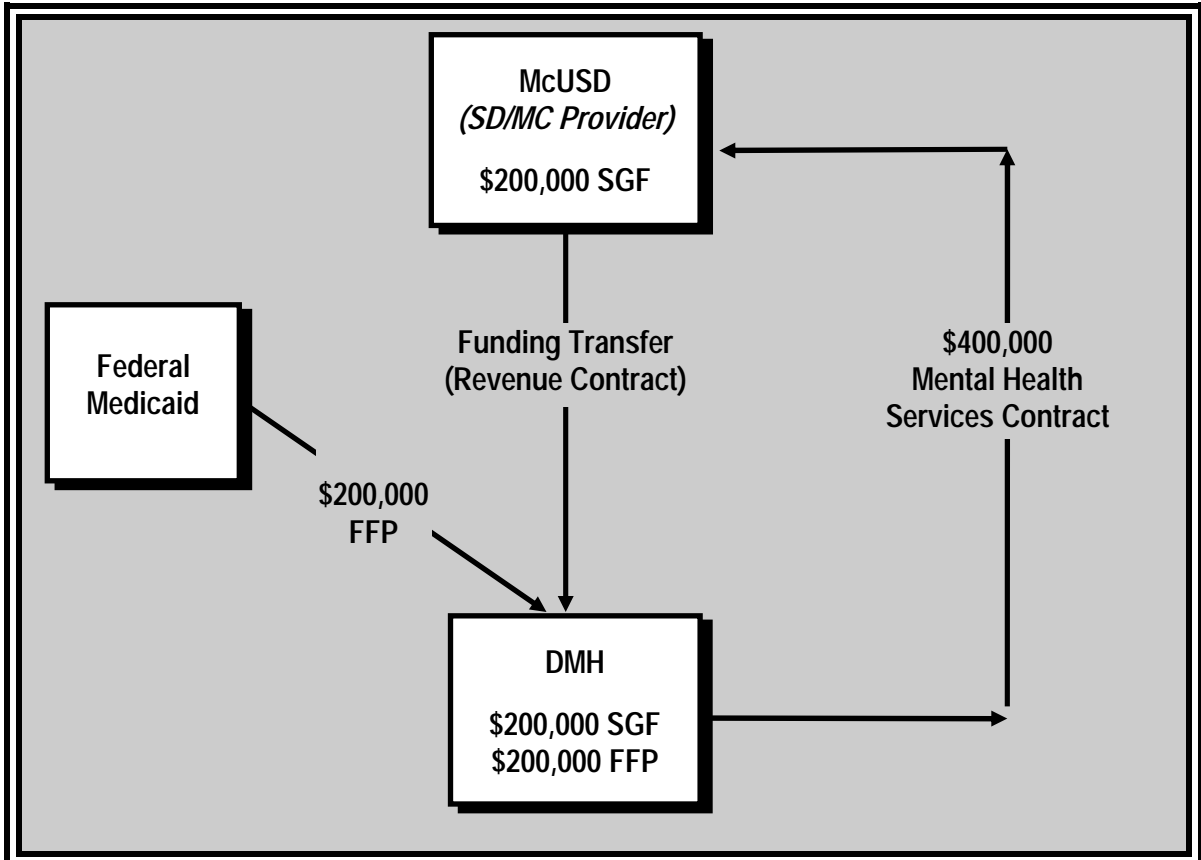 McUSD
(SD/MC Provider)
$200,000 SGF
Federal
Medicaid
Funding Transfer
(Revenue Contract)
$400,000
Mental Health
Services Contract
$200,000
FFP
DMH
$200,000 SGF
$200,000 FFP